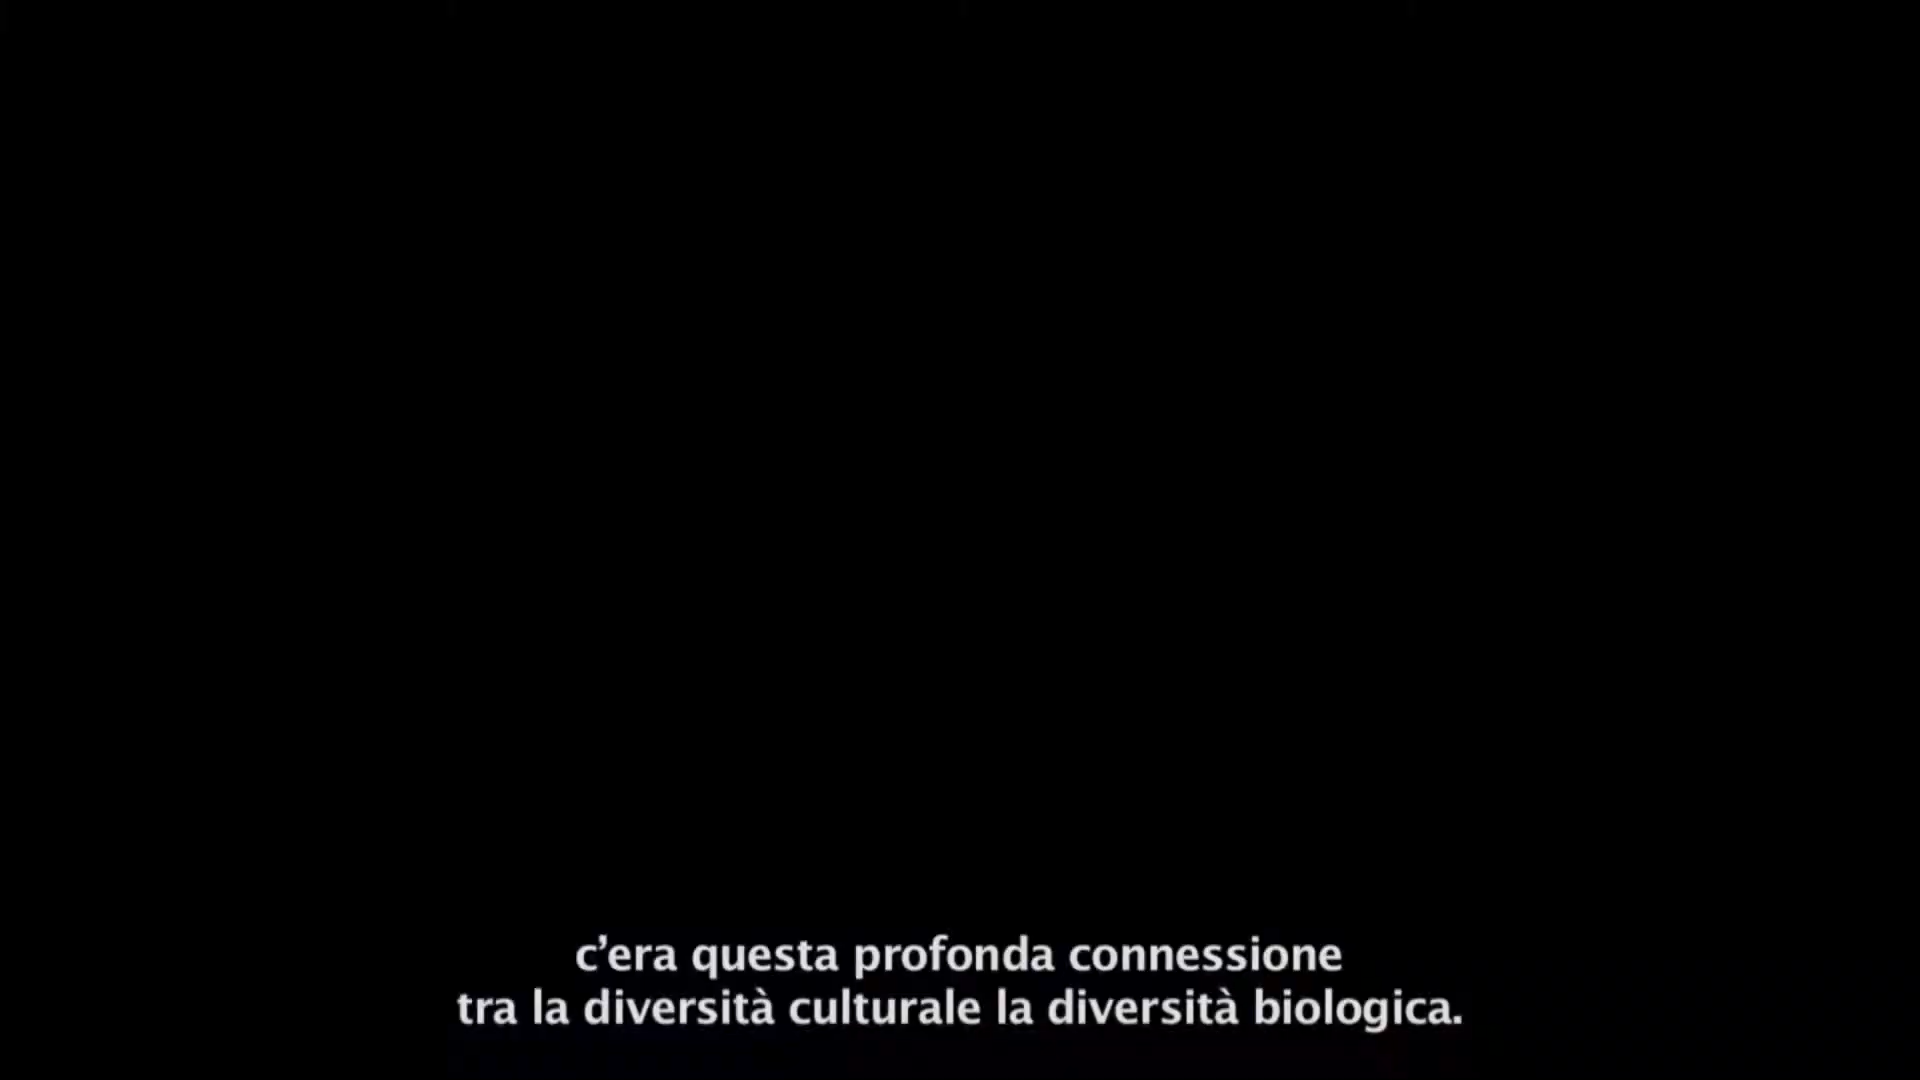 c’era questa profonda connessione
tra la diversità culturale la diversità biologica.